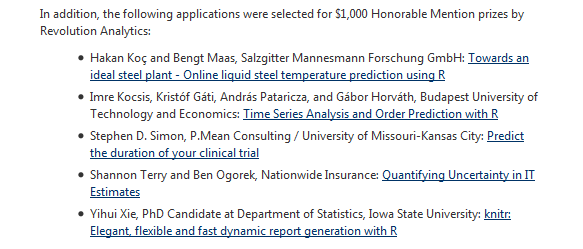 In addition, the following applications were selected for $1,000 Honorable Mention prizes by
Revolution Analytics:
• Hakan Koç and Bengt Maas, Salzgitter Mannesmann Forschung GmbH: Towards an
ideal steel plant - Online liquid steel temperature prediction using R
• Imre Kocsis, Kristóf Gáti, András Pataricza, and Gábor Horváth, Budapest University of
Technology and Economics: Time Series Analysis and Order Prediction with R
• Stephen D. Simon, P.Mean Consulting / University of Missouri-Kansas City: Predict
the duration of your clinical trial
• Shannon Terry and Ben Ogorek, Nationwide Insurance: Quantifying Uncertainty in IT
Estimates
• Yihui Xie, PhD Candidate at Department of Statistics, Iowa State University: knitr:
Elegant, flexible and fast dynamic report generation with R